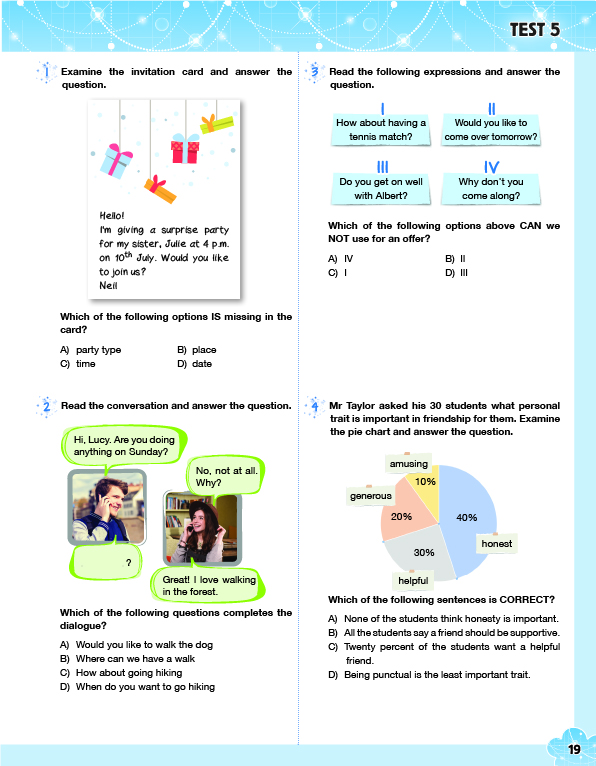 TEST 5
1 Examine the invitation card and answer the
question.
Hello!
I'm giving a surprise party
for my sister, Julie at 4 p.m.
on 10th July. Would you like
to join us?
Neil
Which of the following options IS missing in the
card?
A) party type
B) place
C) time
D) date
2 Read the conversation and answer the question.
Hi, Lucy. Are you doing
anything on Sunday?
No, not at all.
Why?
?
Great! I love walking
in the forest.
Which of the following questions completes the
dialogue?
A) Would you like to walk the dog
B) Where can we have a walk
C) How about going hiking
D) When do you want to go hiking
3 Read the following expressions and answer the
question.
I
How about having a
tennis match?
II
Would you like to
come over tomorrow?
III
Do you get on well
with Albert?
IV
Why don't you
come along?
Which of the following options above CAN we
NOT use for an offer?
A) IV
B) II
C) I
D) III
4 Mr Taylor asked his 30 students what personal
trait is important in friendship for them. Examine
the pie chart and answer the question.
amusing
10%
generous
20%
40%
honest
30%
helpful
Which of the following sentences is CORRECT?
A) None of the students think honesty is important.
B) All the students say a friend should be supportive.
C) Twenty percent of the students want a helpful
friend.
D) Being punctual is the least important trait.
19